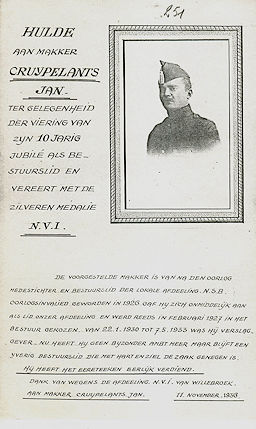 R51
HULDE
AAN MAKKER
CRUYPELANTS
JAN.
TER GELEGENHEID
DER VIERING VAN
ZYN 10 JARIG
JUBILÉ ALS BE-
STUURSLID EN
VEREERT MET DE
ZILVEREN MEDALIE
N.V.I.
DE VOORGESTELDE MAKKER IS VAN NA DEN OORLOG
MEDESTICHTER EN BESTUURSLID DER LOKALE AFDEELING N.S.B.
OORLOGSINVALIED GEWORDEN IN 1926 GAF HY ZICH ONMIDDELYK AAN
ALS LID ONZER AFDEELING EN WERD REEDS IN FEBRUARI 1927 IN HET
BESTUUR GEKOZEN. VAN 22.1.1930 TOT 7.5.1933 WAS HY VERSLAG-
GEVER. NU HEEFT HY GEEN BYZONDER AMBT MEER MAAR BLYFT EEN
YVERIG BESTUURSLID DIE MET HART EN ZIEL DE ZAAK GENEGEN IS.
HY HEEFT HET EERETEEKEN BERLYK VERDIEND.
DANK VAN WEGENS DE AFDEELING. N.V.I. VAN WILLEBROEK.
AAN MAKKER, CRUYPELANTS JAN. 11. NOVEMBER. 1938